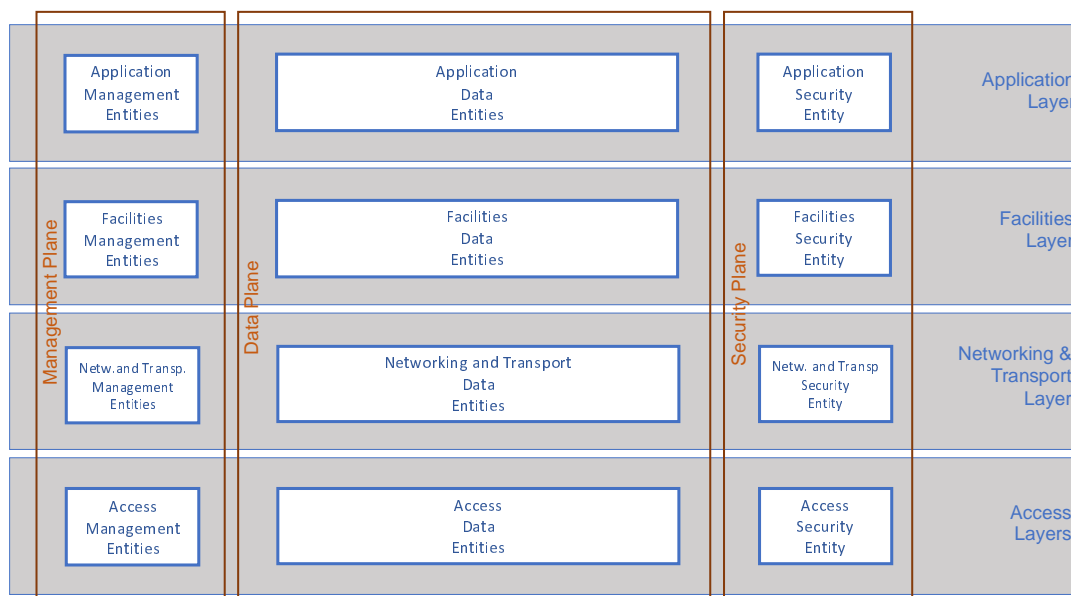 Application
Management
Entities
Application
Data
Entities
Application
Security
Entity
Application
Layer
Facilities
Management
Entities
Facilities
Data
Entities
Facilities
Security
Entity
Facilities
Layer
Management Plane
Data Plane
Security Plane
Netw.and Transp.
Management
Entities
Networking and Transport
Data
Entities
Netw. and Transp
Security
Entity
Networking &
Transport
Layer
Access
Management
Entities
Access
Data
Entities
Access
Security
Entity
Access
Layers